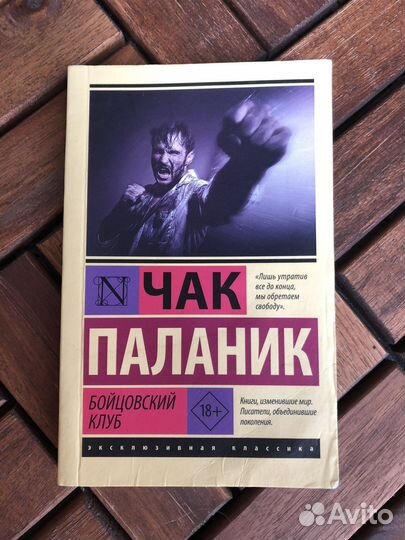 N
ЧАК
«Лишь утратив
все до конца,
мы обретаем
свободу».
ПАЛАНИК
БОЙЦОВСКИЙ
КЛУБ
18+
Книги, изменившие мир.
Писатели, объединившие
поколения.
эксклюзивная классика
Avito